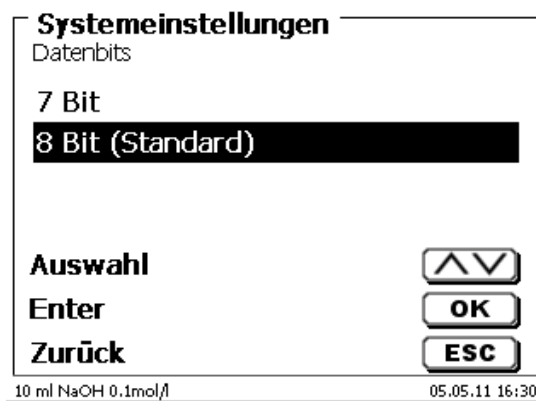 Systemeinstellungen
Datenbits
7 Bit
8 Bit (Standard)
Auswahl
Enter OK
Zurück ESC
10 ml NaOH 0.1mol/l 05.05.11 16:30